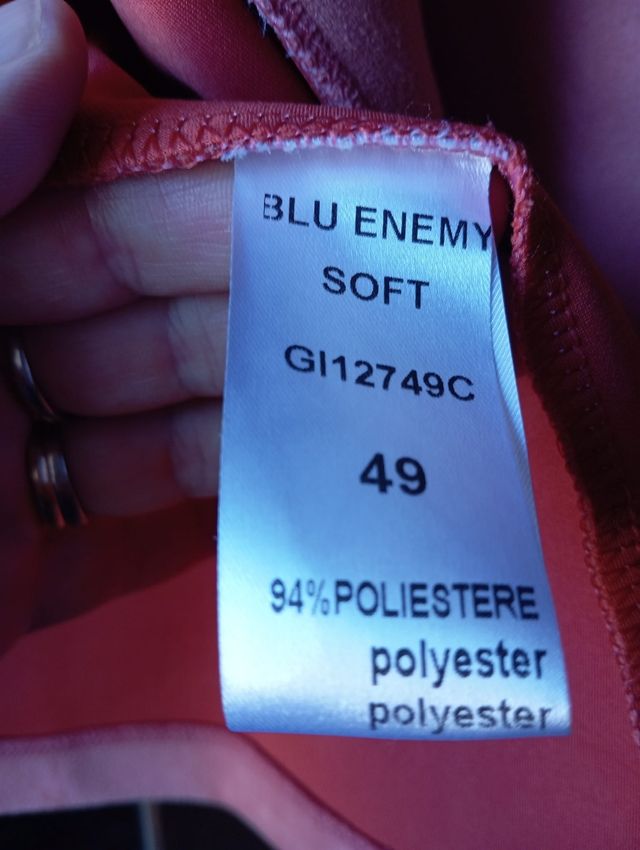 BLU ENEMY
SOFT
GI12749C
49
94%POLIESTERE
polyester
polyester